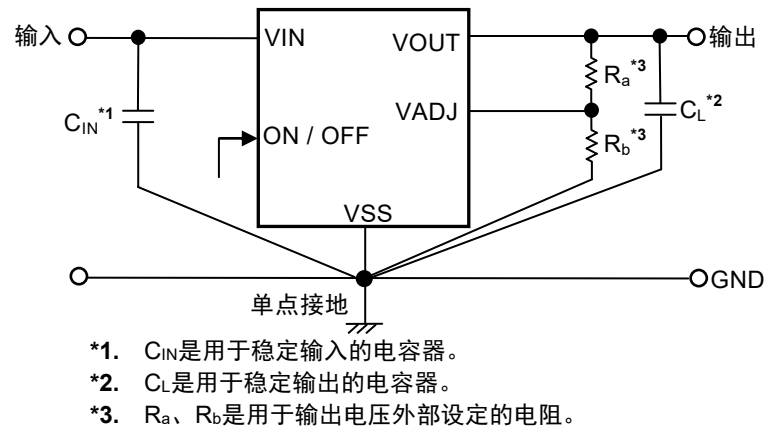 输入 VIN VOUT 输出
Ra*3
CIN*1 VADJ CL*2
ON / OFF Rb*3
VSS
GND
单点接地
*1. CIN是用于稳定输入的电容器。
*2. CL是用于稳定输出的电容器。
*3. Ra、Rb是用于输出电压外部设定的电阻。